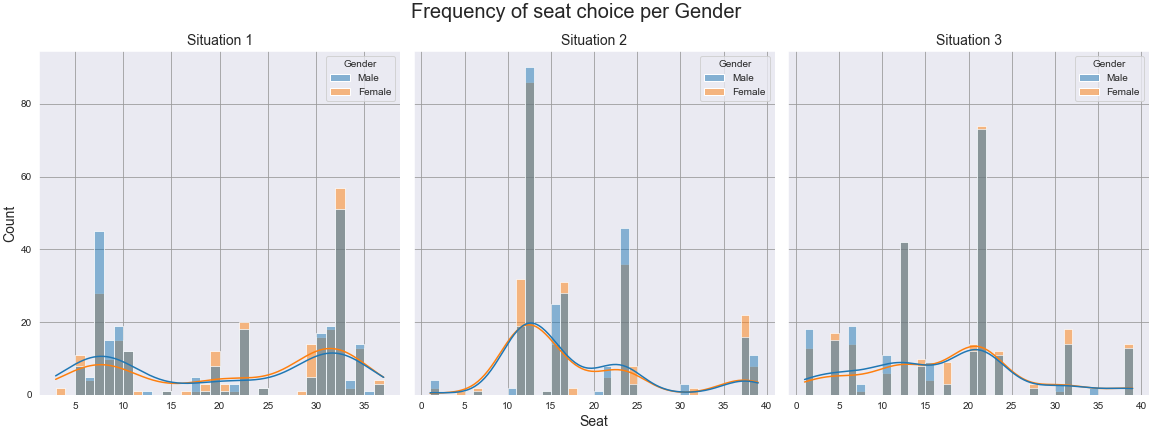 Frequency of seat choice per Gender
Situation 1
Situation 2
Situation 3
Gender
Male
Female
Gender
Male
Female
Gender
Male
Female
Count
80
60
40
20
0
5 10 15 20 25 30 35
0 5 10 15 20 25 30 35 40
0 5 10 15 20 25 30 35 40
Seat